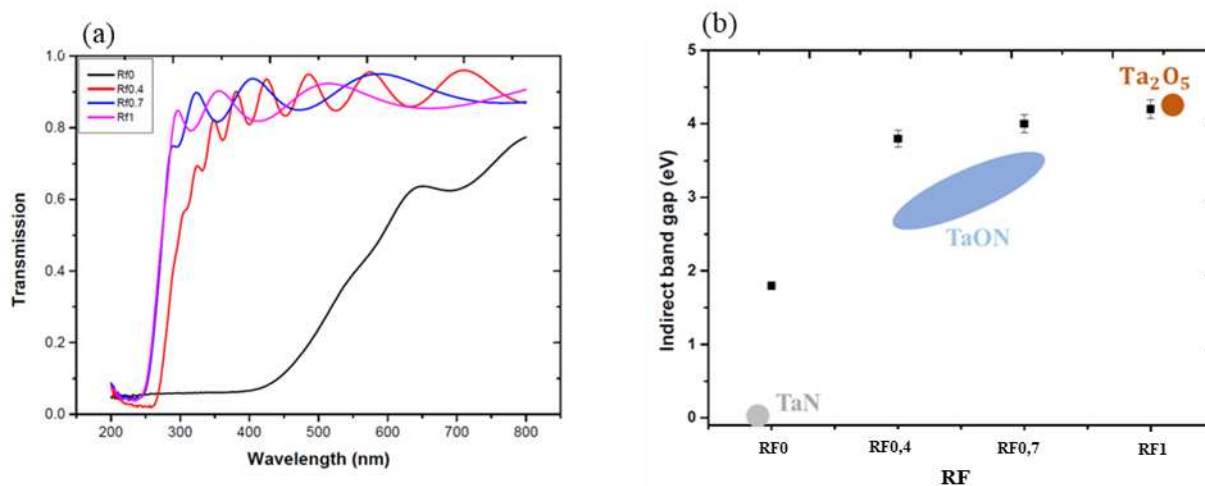 (a)
1.0
0.8
0.6
0.4
0.2
0.0
Rf0
Rf0,4
Rf0,7
Rf1
Transmission
200 300 400 500 600 700 800
Wavelength (nm)
(b)
5
4
3
2
1
0
Indirect band gap (eV)
Ta₂O₅
TaON
TaN
RF0 RF0,4 RF0,7 RF1
RF